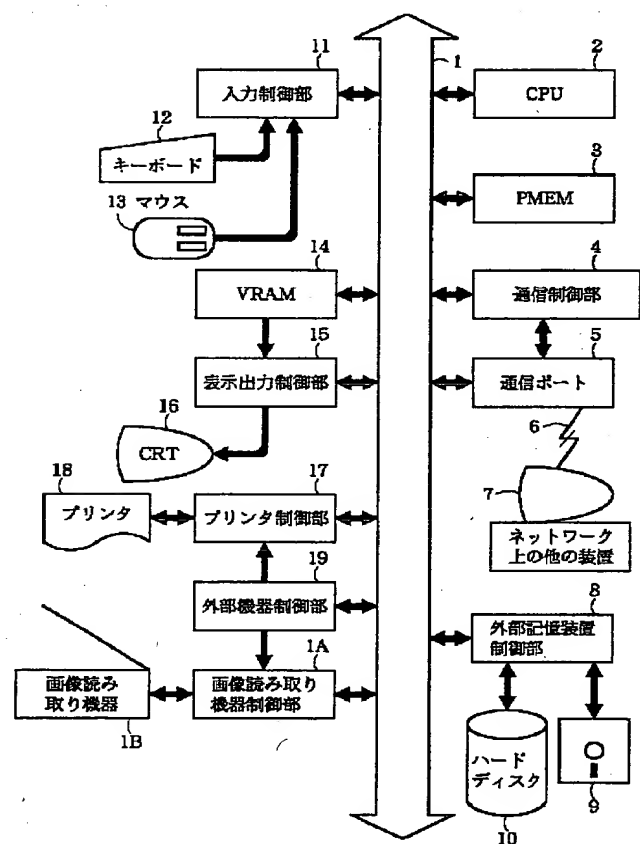 11
入力制御部
12
キーボード
13 マウス
14
VRAM
15
表示出力制御部
16
CRT
17
プリンタ制御部
18
プリンタ
19
外部機器制御部
1A
画像読み取り
機器制御部
画像読み
取り機器
1B
1
2
CPU
3
PMEM
4
通信制御部
5
通信ポート
6
7
ネットワーク
上の他の装置
8
外部記憶装置
制御部
ハード
ディスク
10
9